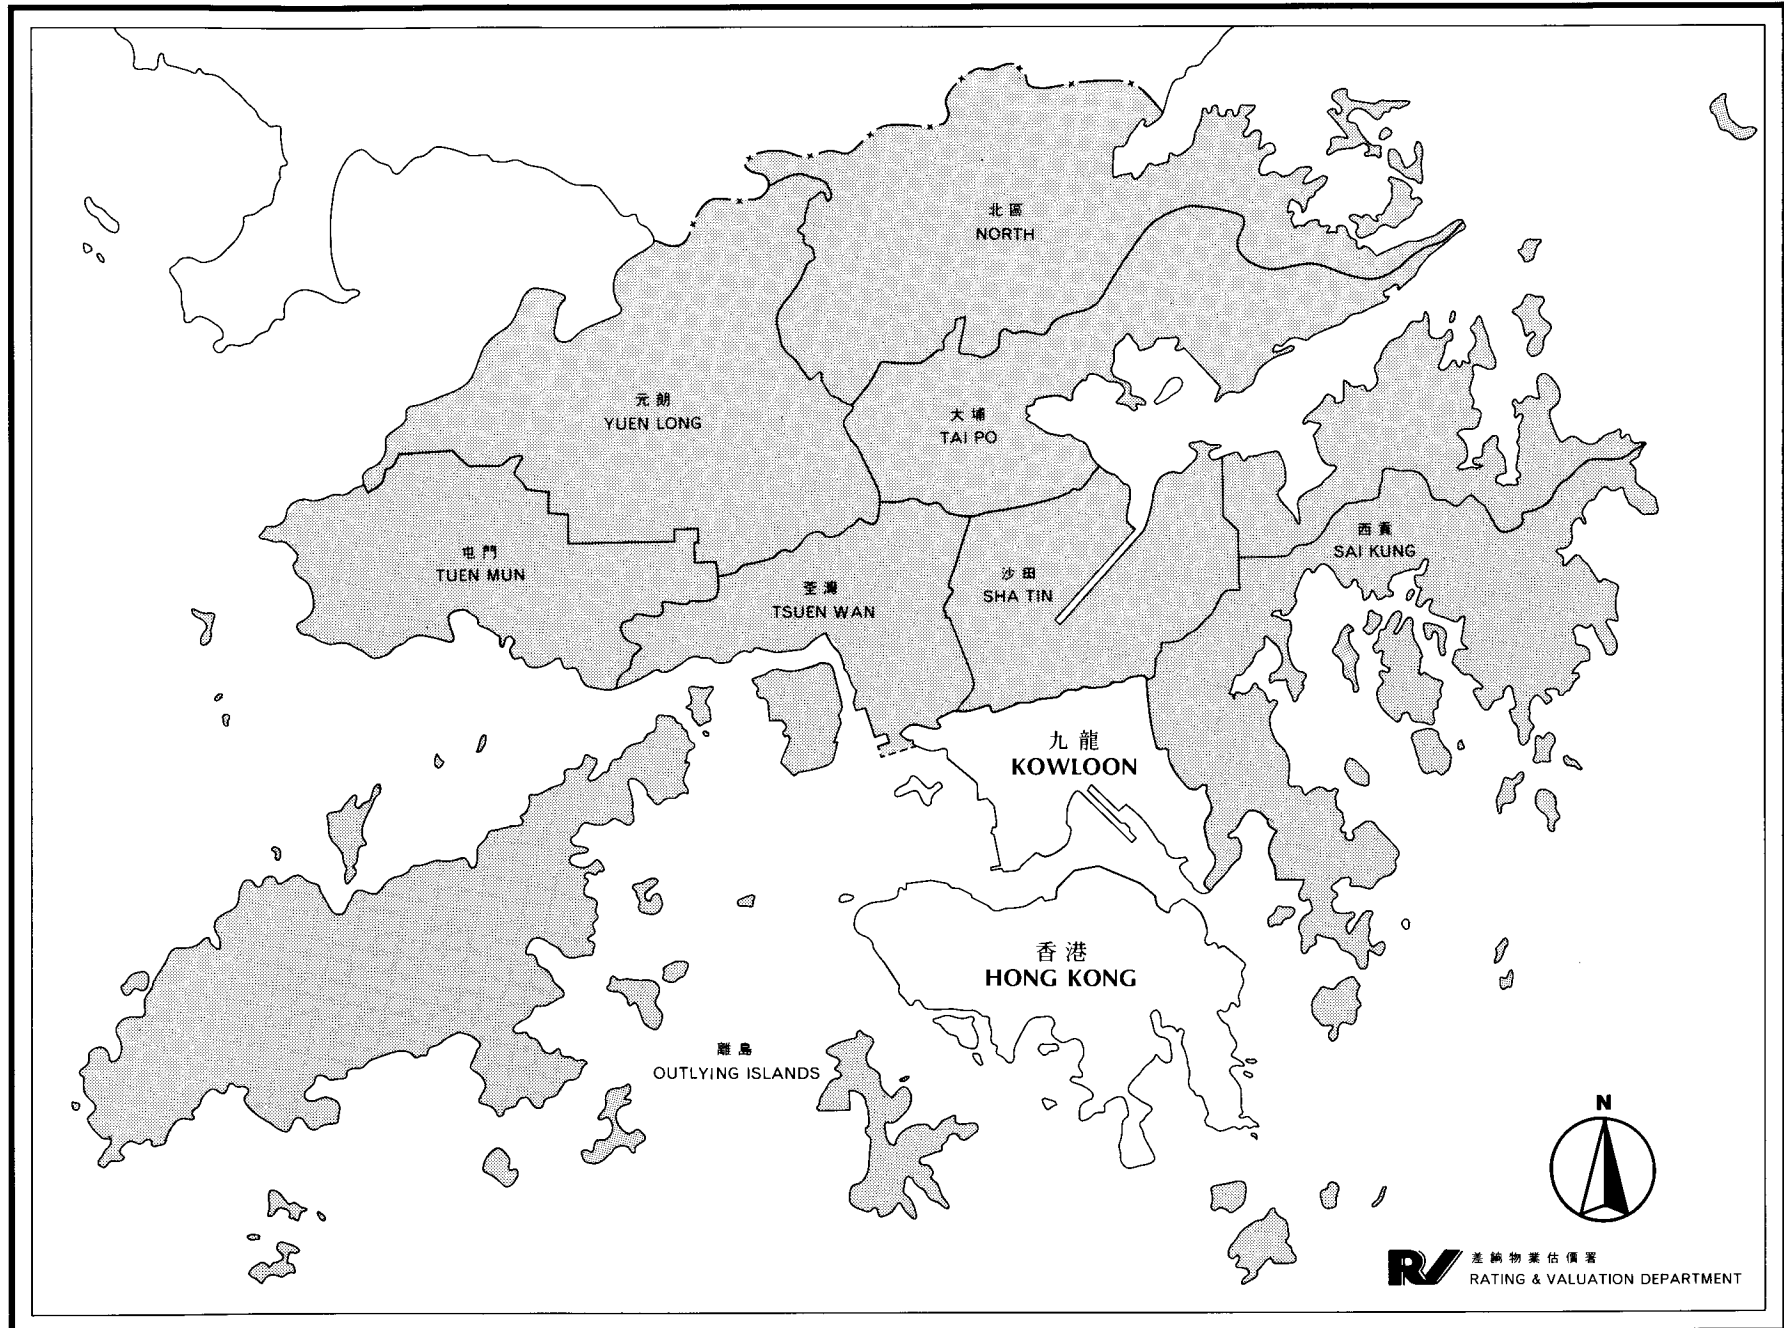 北區
NORTH
元朗
YUEN LONG
大埔
TAI PO
西貢
SAI KUNG
屯門
TUEN MUN
荃灣
TSUEN WAN
沙田
SHA TIN
九龍
KOWLOON
香港
HONG KONG
離島
OUTLYING ISLANDS
N
RV
差餉物業估價署
RATING & VALUATION DEPARTMENT